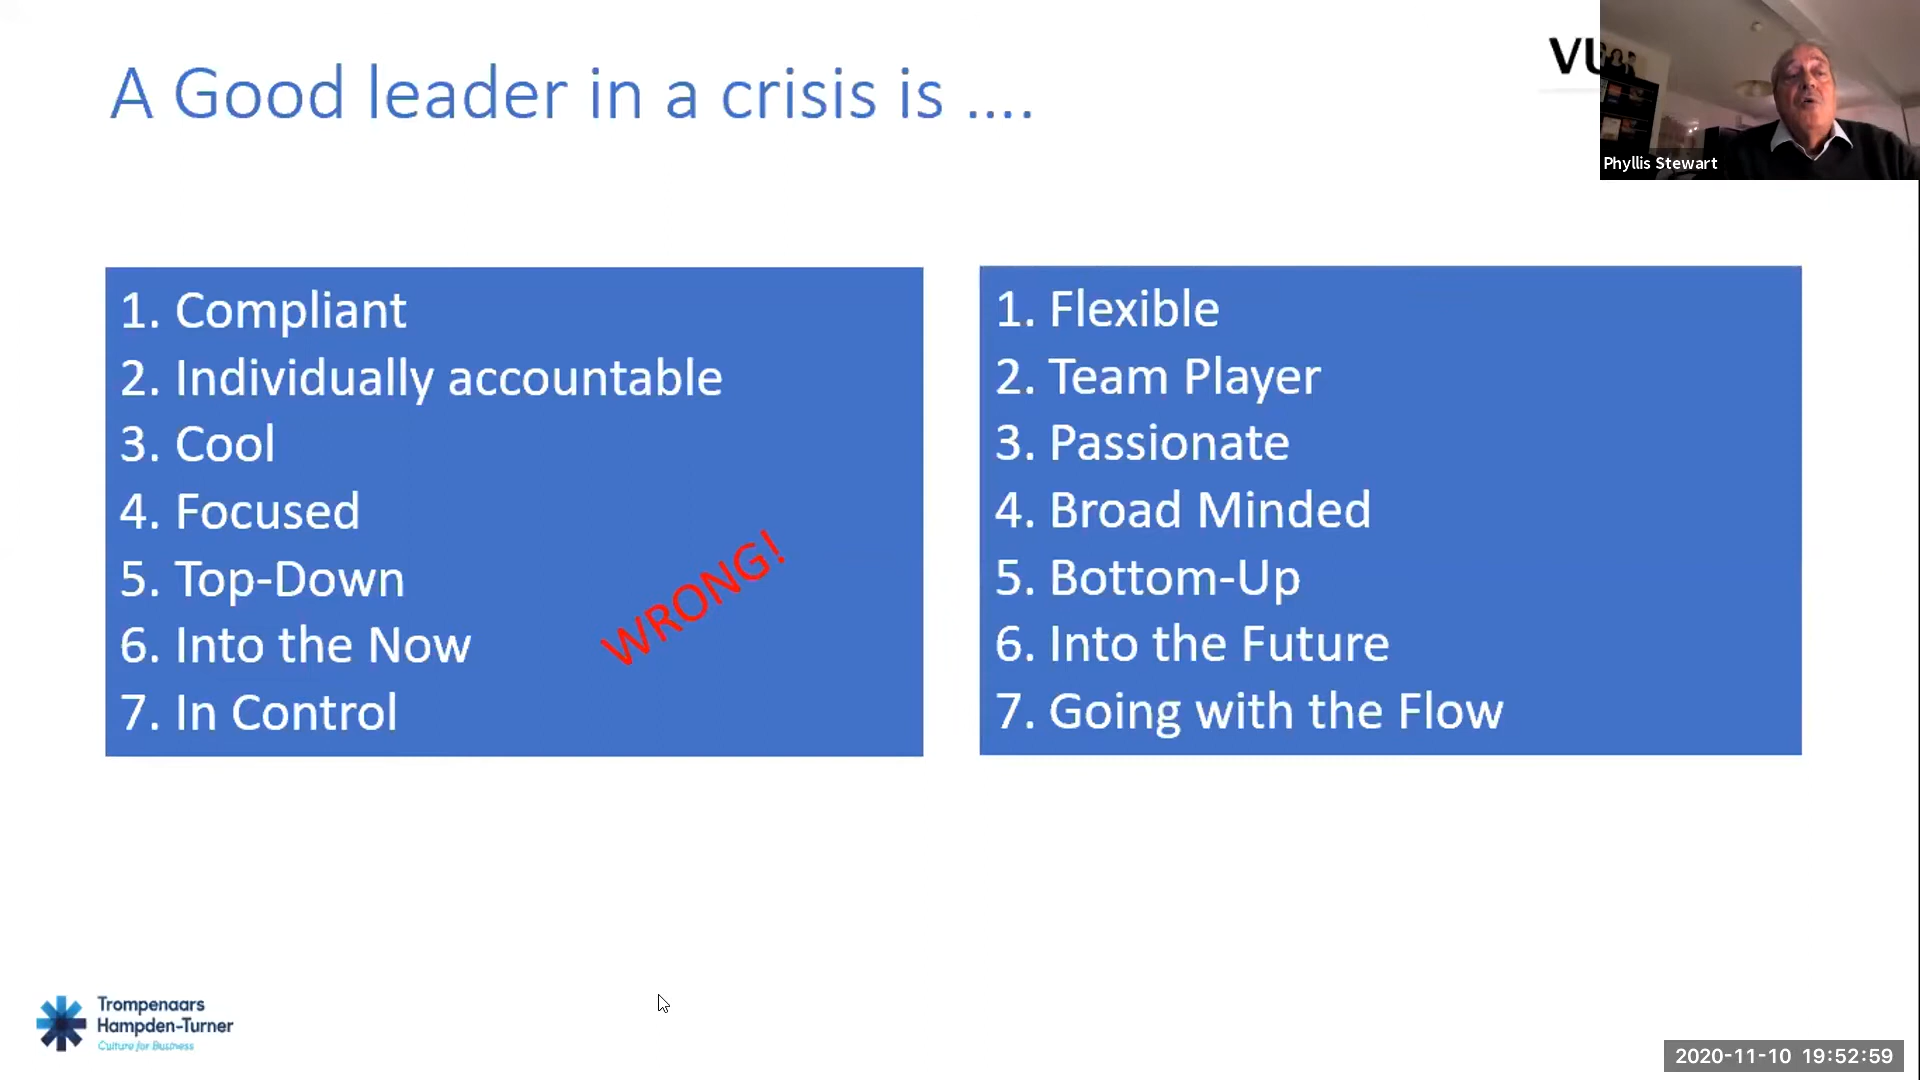 A Good leader in a crisis is ....
VU
Phyllis Stewart
1. Compliant
2. Individually accountable
3. Cool
4. Focused
5. Top-Down
6. Into the Now
7. In Control
WRONG!
1. Flexible
2. Team Player
3. Passionate
4. Broad Minded
5. Bottom-Up
6. Into the Future
7. Going with the Flow
Trompenaars
Hampden-Turner
Culture for Business
2020-11-10 19:52:59